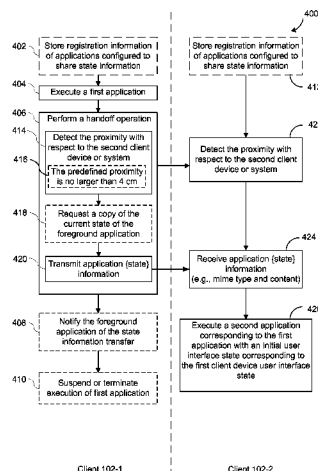 400
402
Store registration information
of applications configured to
share state information
404
Execute a first application
406
Perform a handoff operation
414
Detect the proximity with
respect to the second client
device or system
416
The predefined proximity
is no larger than 4 cm
418
Request a copy of the
current state of the
foreground application
420
Transmit application {state}
information
408
Notify the foreground
application of the state
information transfer
410
Suspend or terminate
execution of first application
Client 102-1
Store registration information
of applications configured to
share state information
Detect the proximity with
respect to the second client
device or system
424
Receive application {state}
information
(e.g., mime type and content)
Execute a second application
corresponding to the first
application with an initial user
interface state corresponding to
the first client device user interface
state
Client 102-2